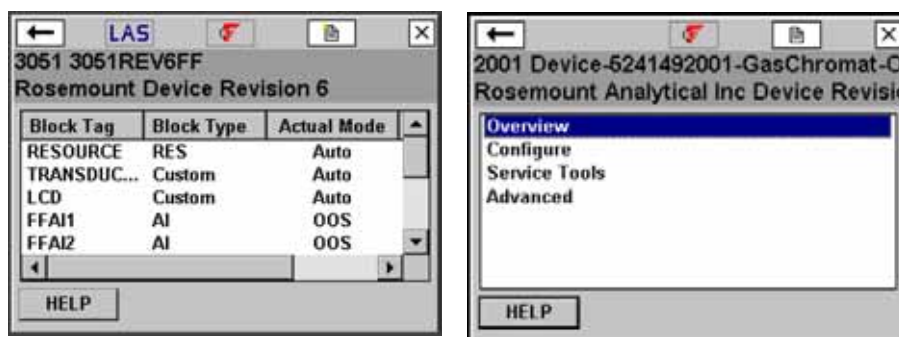 LAS
3051 3051REV6FF
Rosemount Device Revision 6
Block Tag Block Type Actual Mode
RESOURCE RES Auto
TRANSDUC... Custom Auto
LCD Custom Auto
FFAI1 AI OOS
FFAI2 AI OOS
HELP
2001 Device-5241492001-GasChromat-O
Rosemount Analytical Inc Device Revisi
Overview
Configure
Service Tools
Advanced
HELP